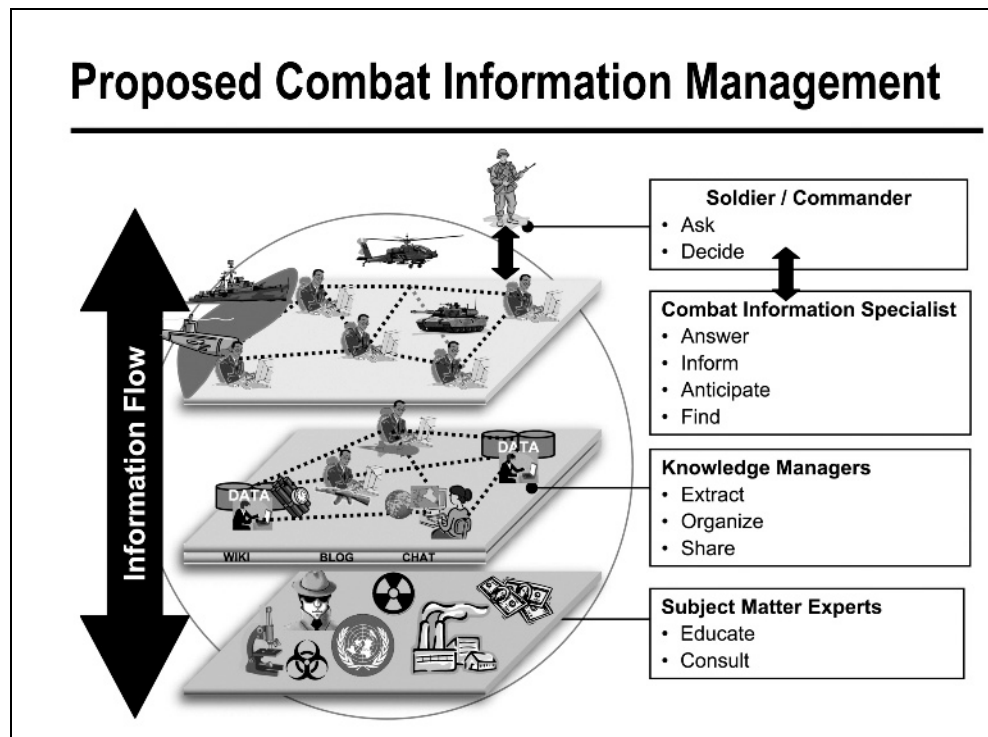 Proposed Combat Information Management
Information Flow
DATA
DATA
WIKI BLOG CHAT
Soldier / Commander
• Ask
• Decide
Combat Information Specialist
• Answer
• Inform
• Anticipate
• Find
Knowledge Managers
• Extract
• Organize
• Share
Subject Matter Experts
• Educate
• Consult